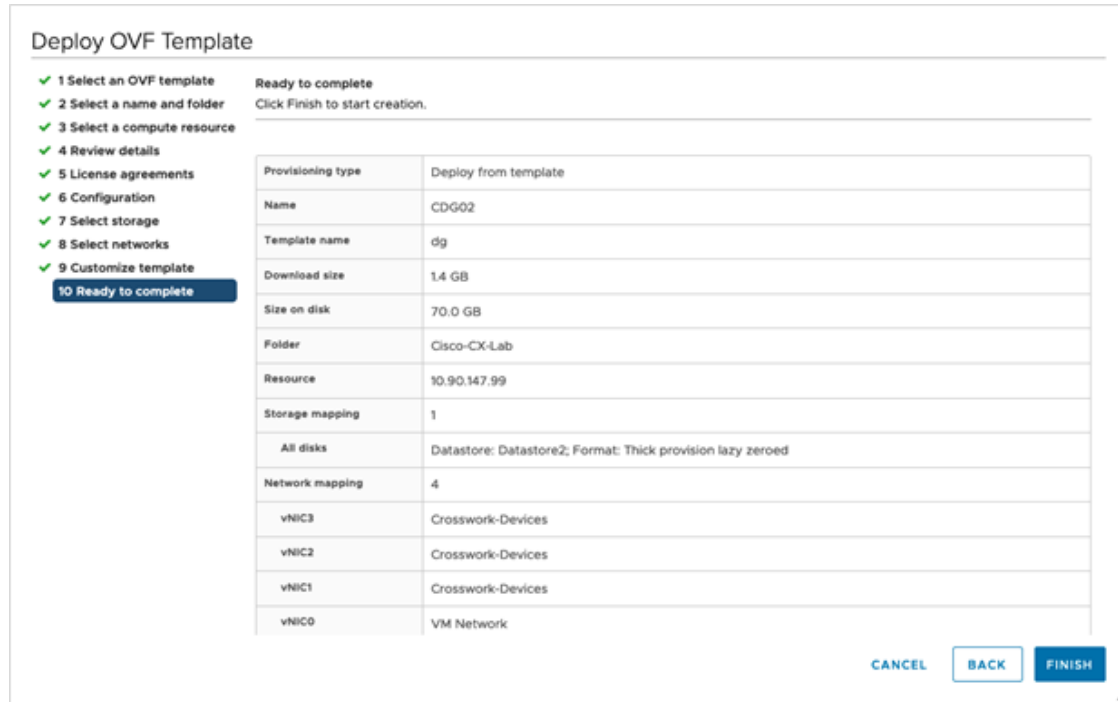 Deploy OVF Template
1 Select an OVF template
2 Select a name and folder
3 Select a compute resource
4 Review details
5 License agreements
6 Configuration
7 Select storage
8 Select networks
9 Customize template
10 Ready to complete
Ready to complete
Click Finish to start creation.
Provisioning type Deploy from template
Name CDG02
Template name dg
Download size 1.4 GB
Size on disk 70.0 GB
Folder Cisco-CX-Lab
Resource 10.90.147.99
Storage mapping 1
All disks Datastore: Datastore2; Format: Thick provision lazy zeroed
Network mapping 4
vNIC3 Crosswork-Devices
vNIC2 Crosswork-Devices
vNIC1 Crosswork-Devices
vNIC0 VM Network
CANCEL BACK FINISH